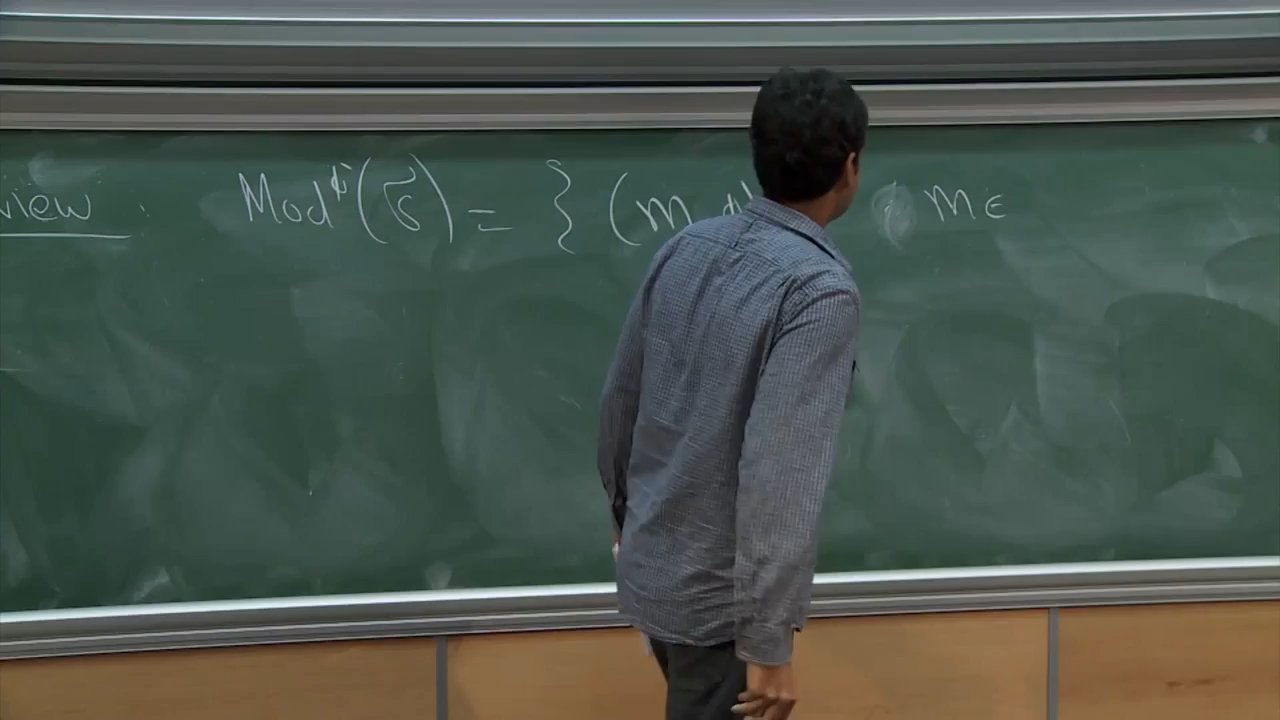 view . Mod^ϕ(𝔖) = { (m, ϕ) : m ∈